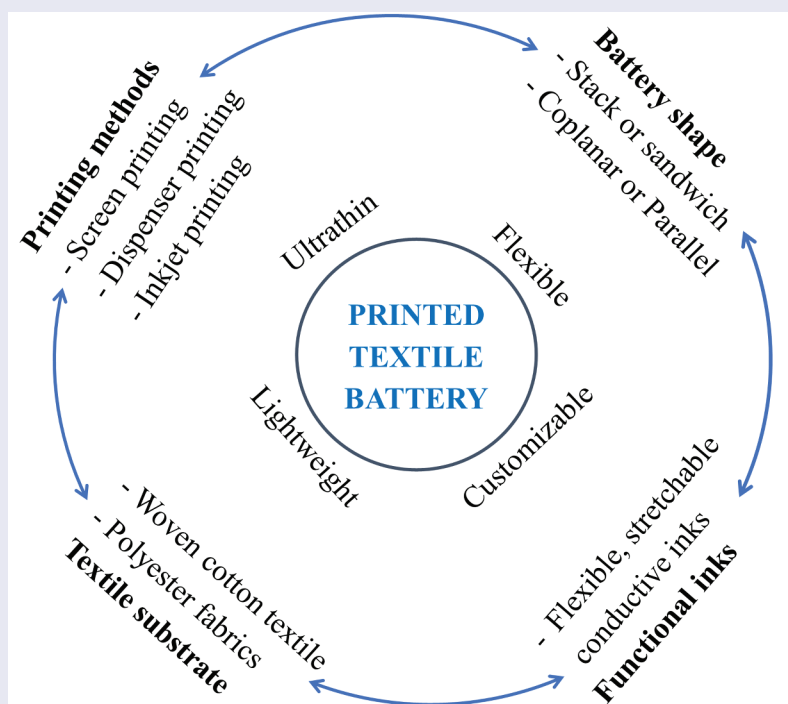 Printing methods
- Screen printing
- Dispenser printing
- Inkjet printing
Battery shape
- Stack or sandwich
- Coplanar or Parallel
Ultrathin
Flexible
PRINTED
TEXTILE
BATTERY
Lightweight
Customizable
- Woven cotton textile
- Polyester fabrics
Textile substrate
- Flexible, stretchable
conductive inks
Functional inks